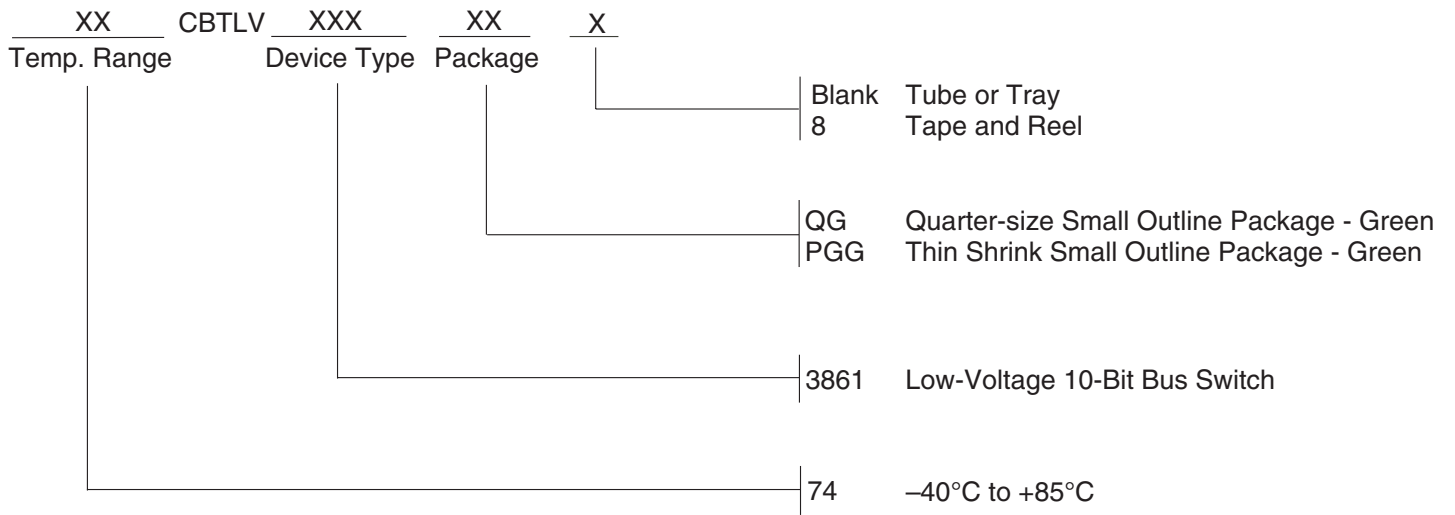 XX CBTLV XXX XX X
Temp. Range Device Type Package
Blank Tube or Tray
8 Tape and Reel
QG Quarter-size Small Outline Package - Green
PGG Thin Shrink Small Outline Package - Green
3861 Low-Voltage 10-Bit Bus Switch
74 –40°C to +85°C